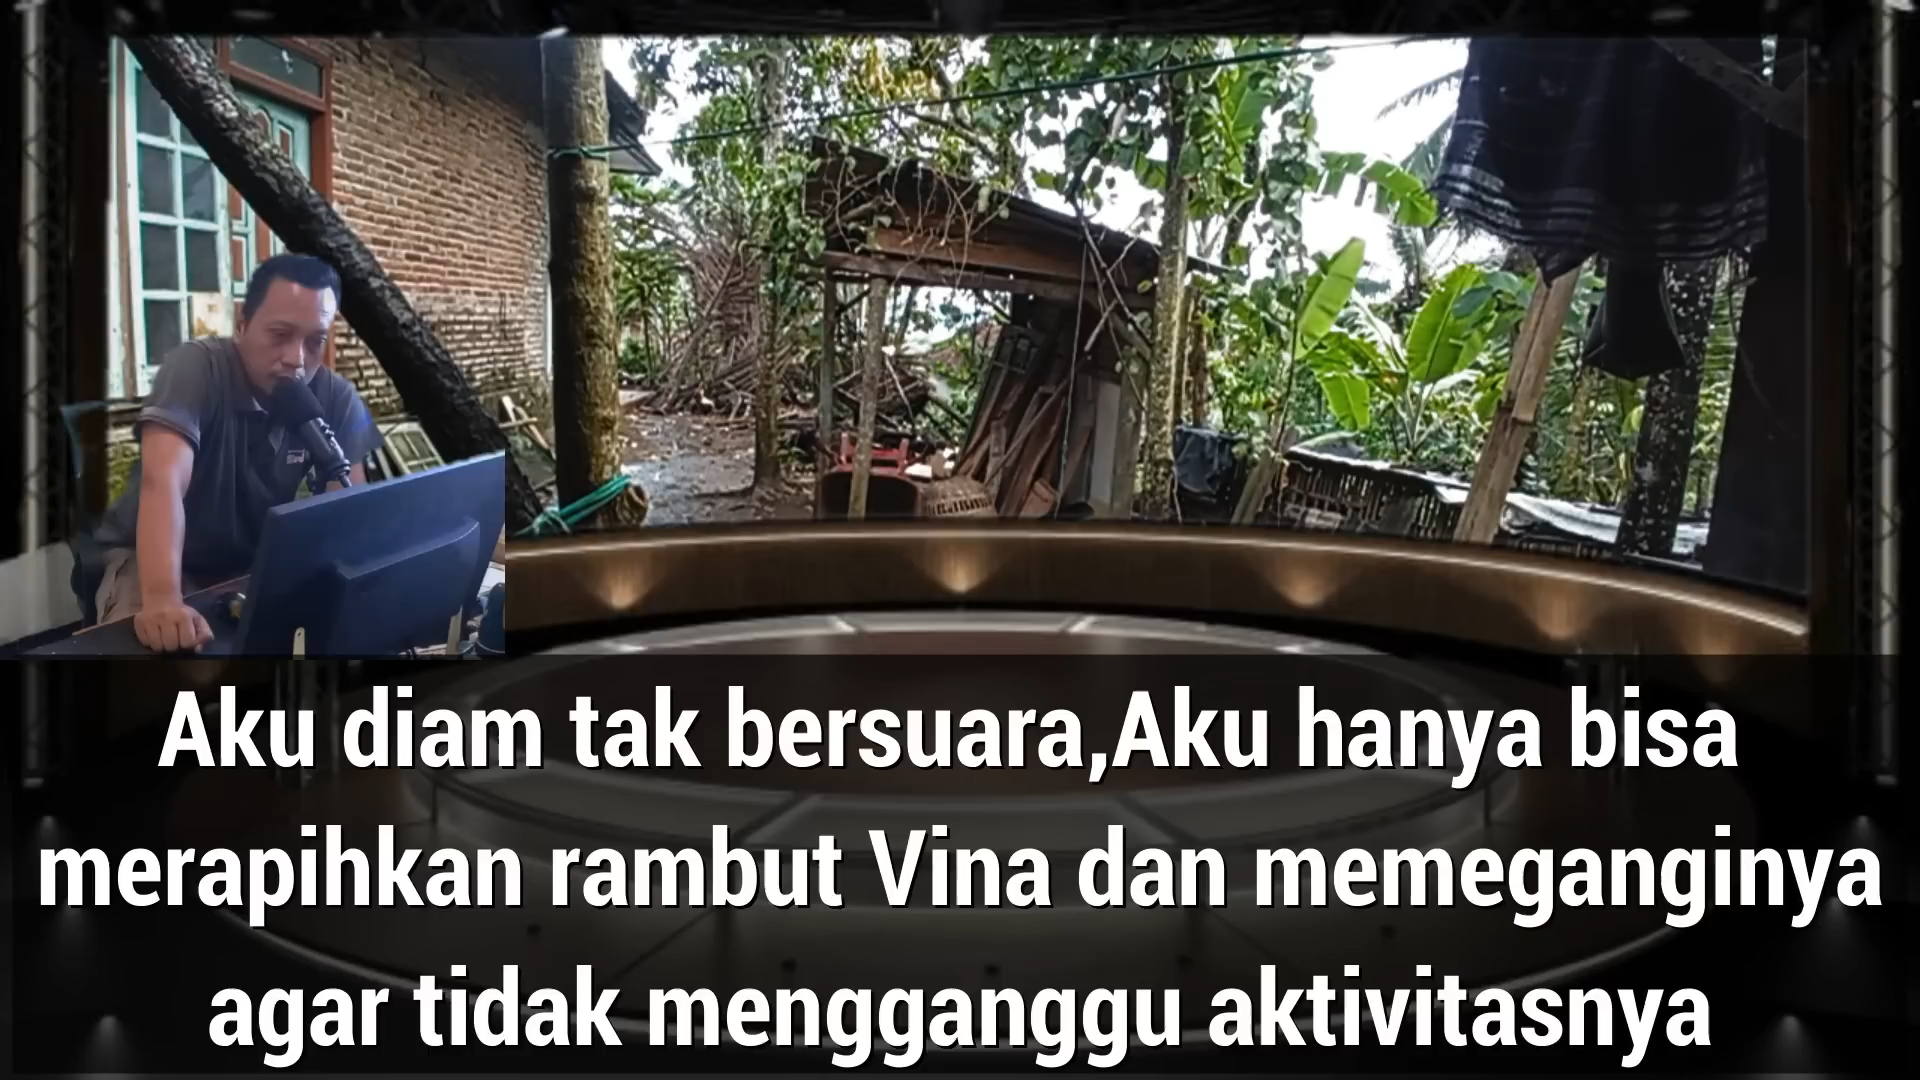 Aku diam tak bersuara,Aku hanya bisa
merapihkan rambut Vina dan memeganginya
agar tidak mengganggu aktivitasnya